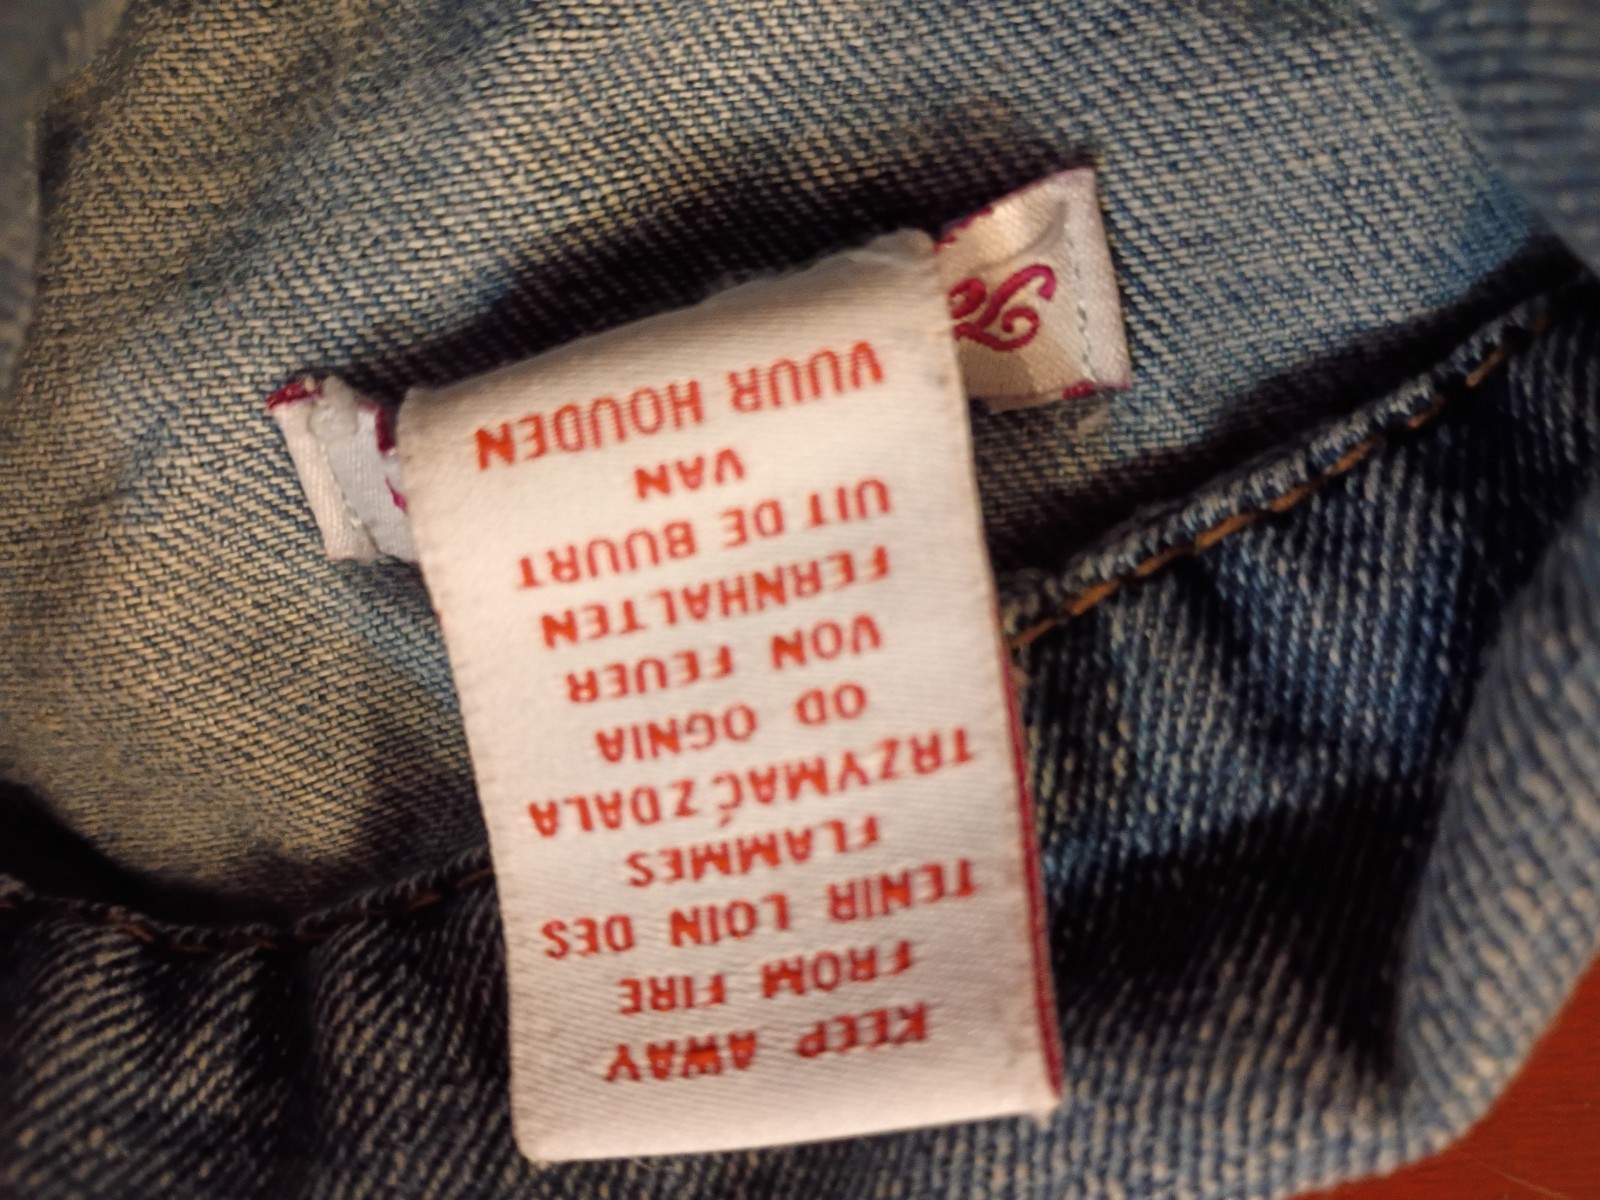 KEEP AWAY
FROM FIRE
TENIR LOIN DES
FLAMMES
TRZYMAĆ ZDALA
OD OGNIA
VON FEUER
FERNHALTEN
UIT DE BUURT
VAN
VUUR HOUDEN